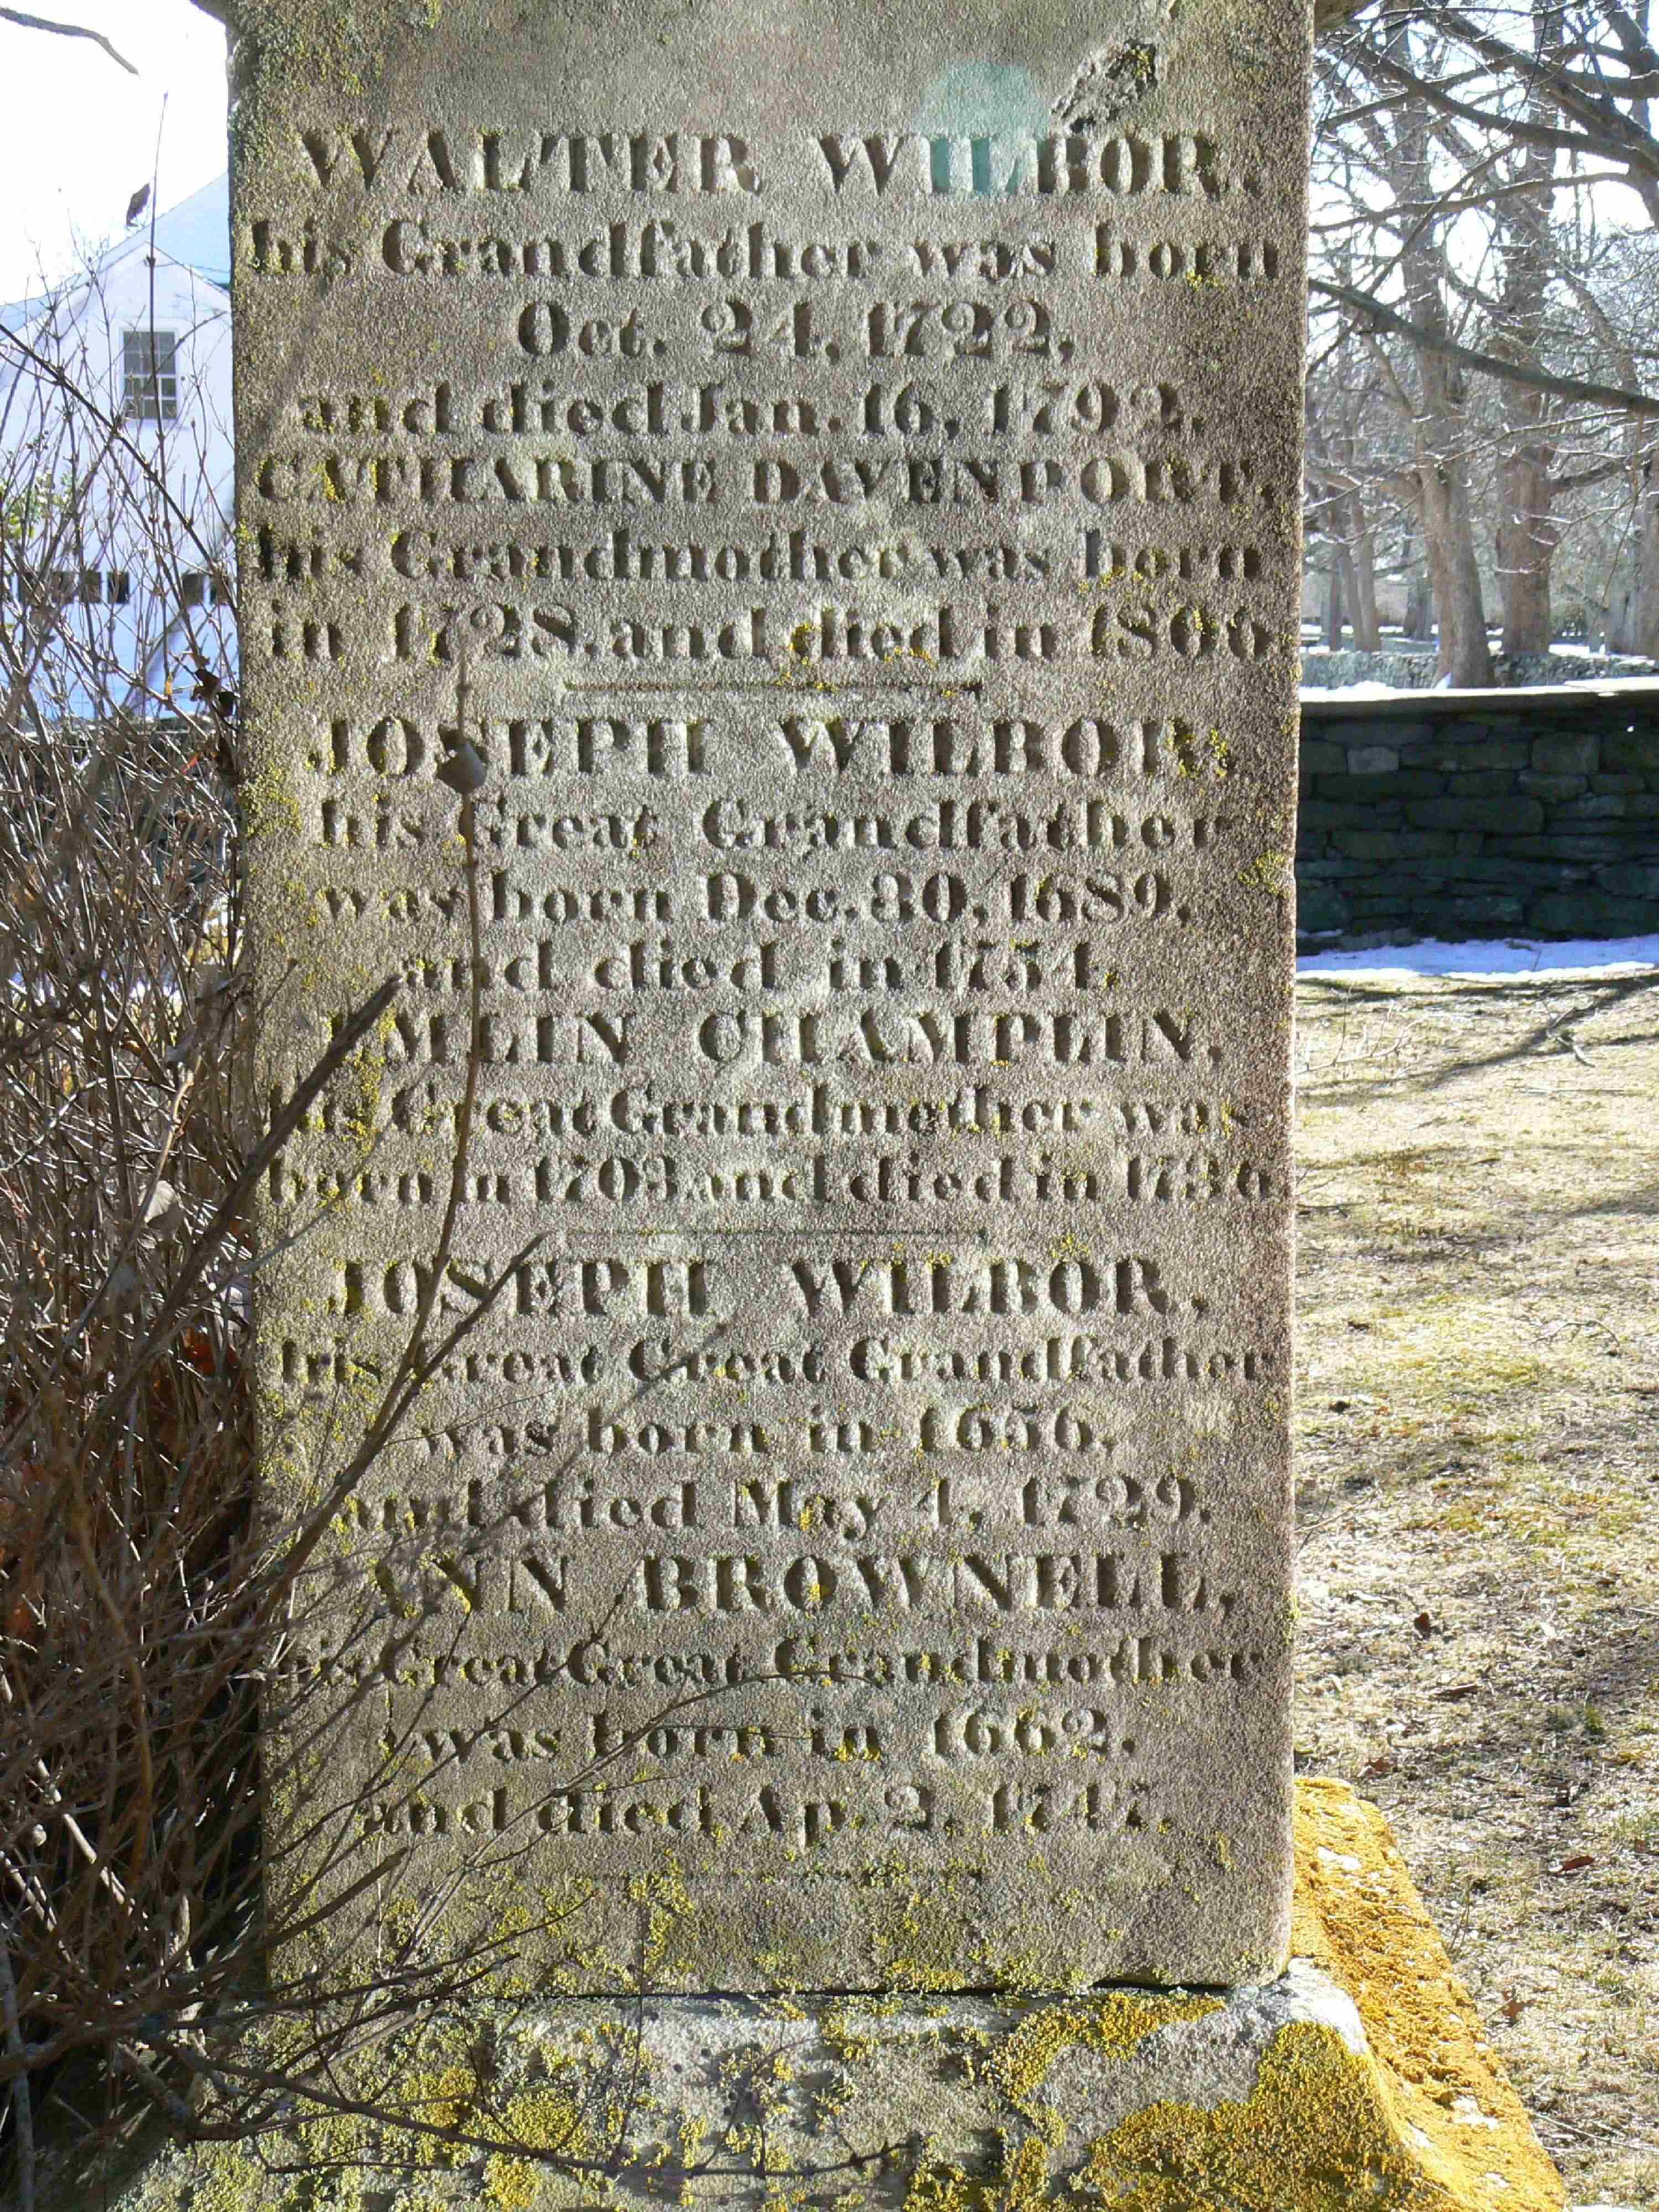 WALTER WILBOR,
his Grandfather was born
Oct. 24, 1722,
and died Jan. 16, 1792,
CATHARINE DAVENPORT,
his Grandmother was born
in 1728, and died in 1806
JOSEPH WILBOR,
his Great Grandfather
was born Dec. 30, 1689,
and died in 1754,
EMLIN CHAMPLIN,
his Great Grandmother was
born in 1703 and died in
JOSEPH WILBOR,
his Great Great Grandfather
was born in 1656,
and died May 4, 1729,
ANN BROWNELL,
his Great Great Grandmother
was born in 1662,
and died Ap. 2, 1747,